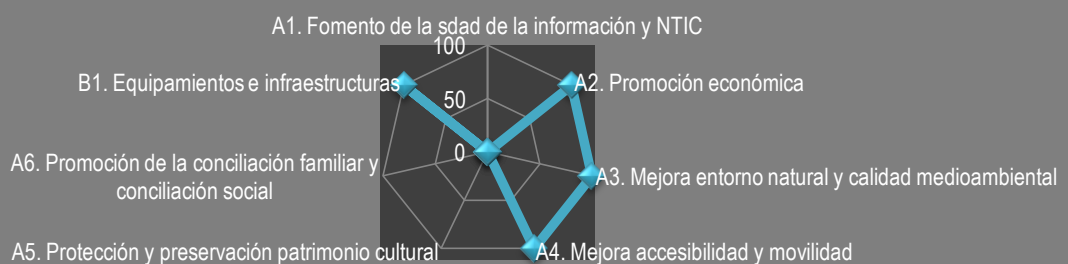 A1. Fomento de la sdad de la información y NTIC
100
B1. Equipamientos e infraestructuras
A2. Promoción económica
50
0
A6. Promoción de la conciliación familiar y
conciliación social
A3. Mejora entorno natural y calidad medioambiental
A5. Protección y preservación patrimonio cultural
A4. Mejora accesibilidad y movilidad